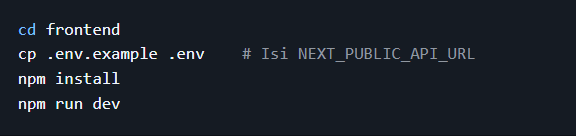 cd frontend
cp .env.example .env    # Isi NEXT_PUBLIC_API_URL
npm install
npm run dev